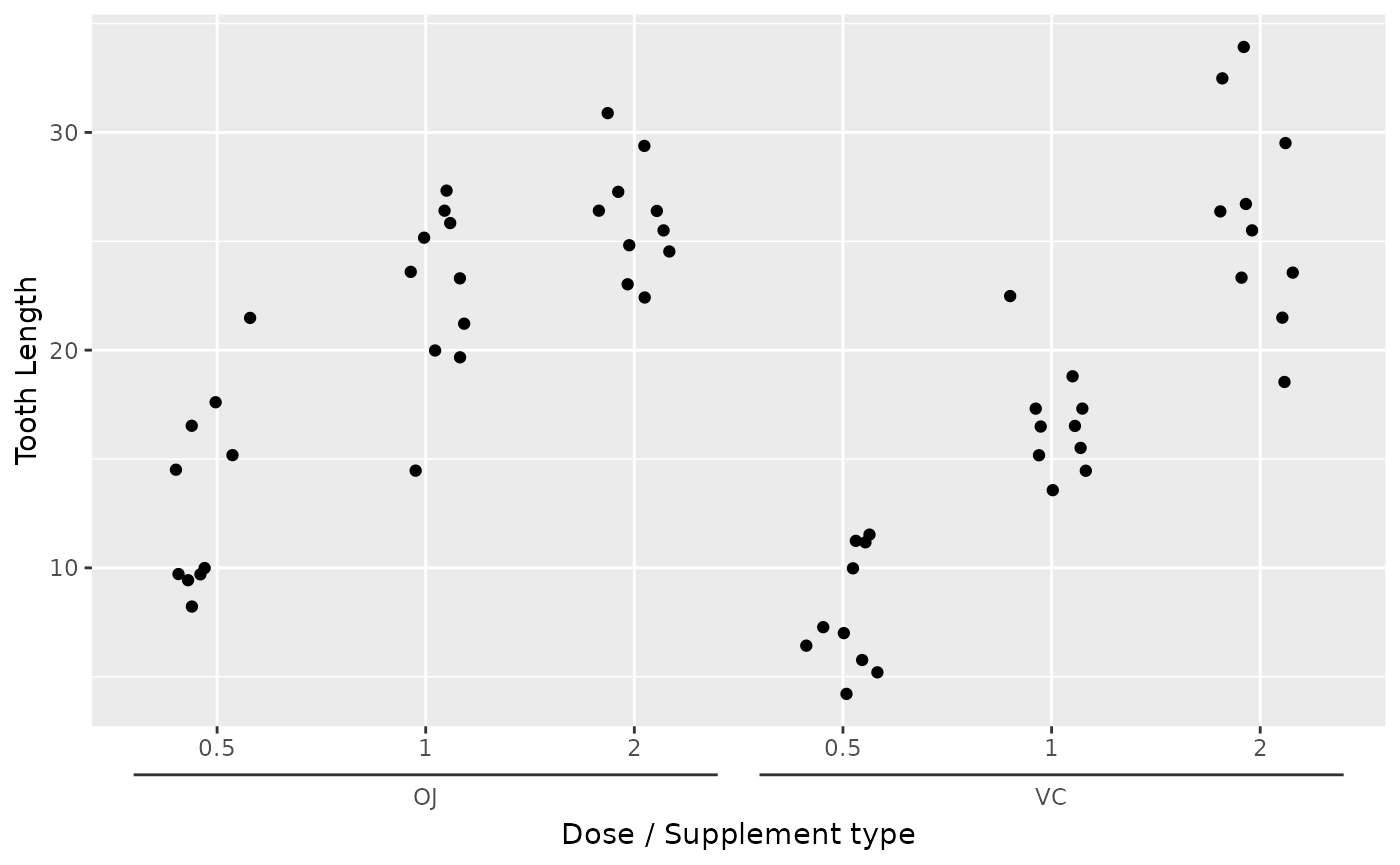 Tooth Length
30
20
10
0.5 1 2 0.5 1 2
OJ VC
Dose / Supplement type